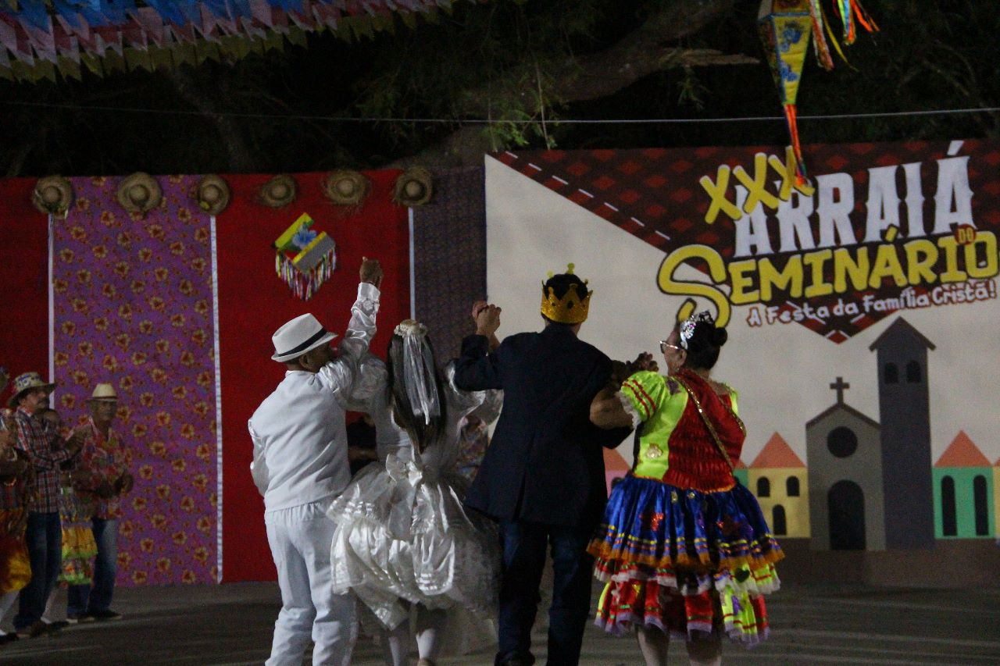 XXX
ARRAIÁ
DO
SEMINÁRIO
A Festa da Família Cristã!